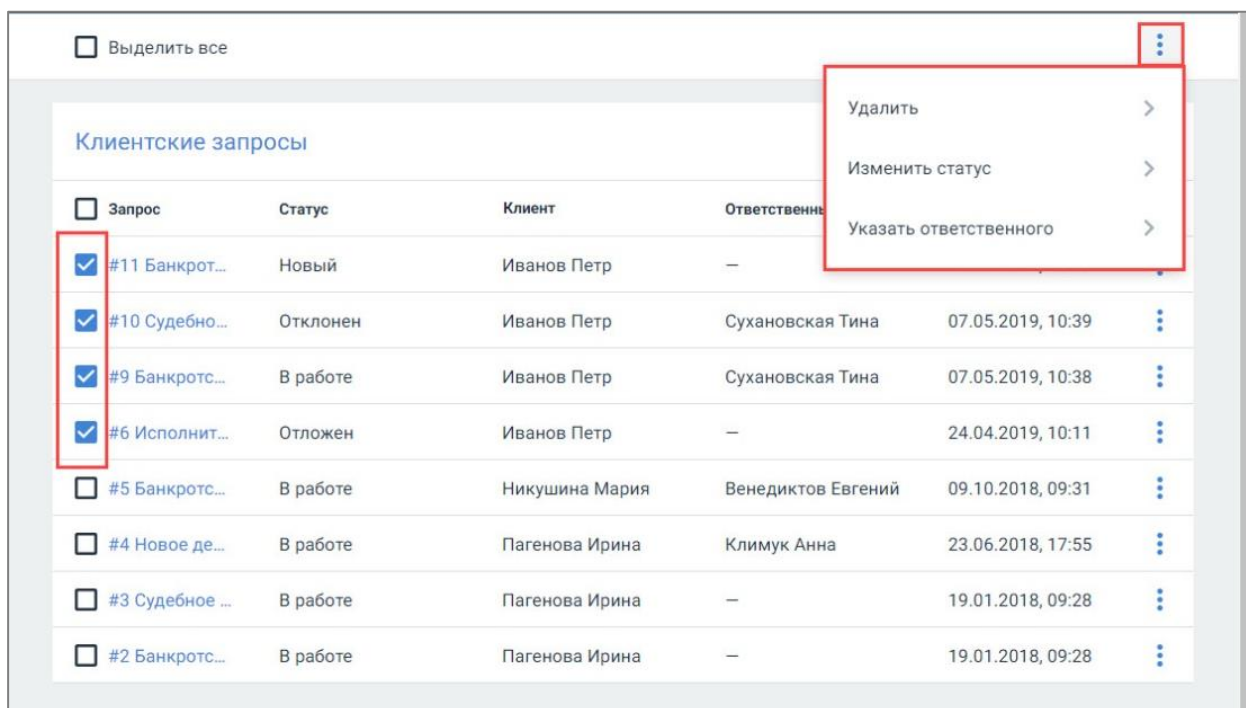 Выделить все
Удалить
Клиентские запросы
Изменить статус
Запрос Статус Клиент
Указать ответственного
#11 Банкрот... Новый Иванов Петр —
#10 Судебно... Отклонен Иванов Петр Сухановская Тина 07.05.2019, 10:39
#9 Банкротс... В работе Иванов Петр Сухановская Тина 07.05.2019, 10:38
#6 Исполнит... Отложен Иванов Петр — 24.04.2019, 10:11
#5 Банкротс... В работе Никушина Мария Венедиктов Евгений 09.10.2018, 09:31
#4 Новое де... В работе Пагенова Ирина Климук Анна 23.06.2018, 17:55
#3 Судебное ... В работе Пагенова Ирина — 19.01.2018, 09:28
#2 Банкротс... В работе Пагенова Ирина — 19.01.2018, 09:28